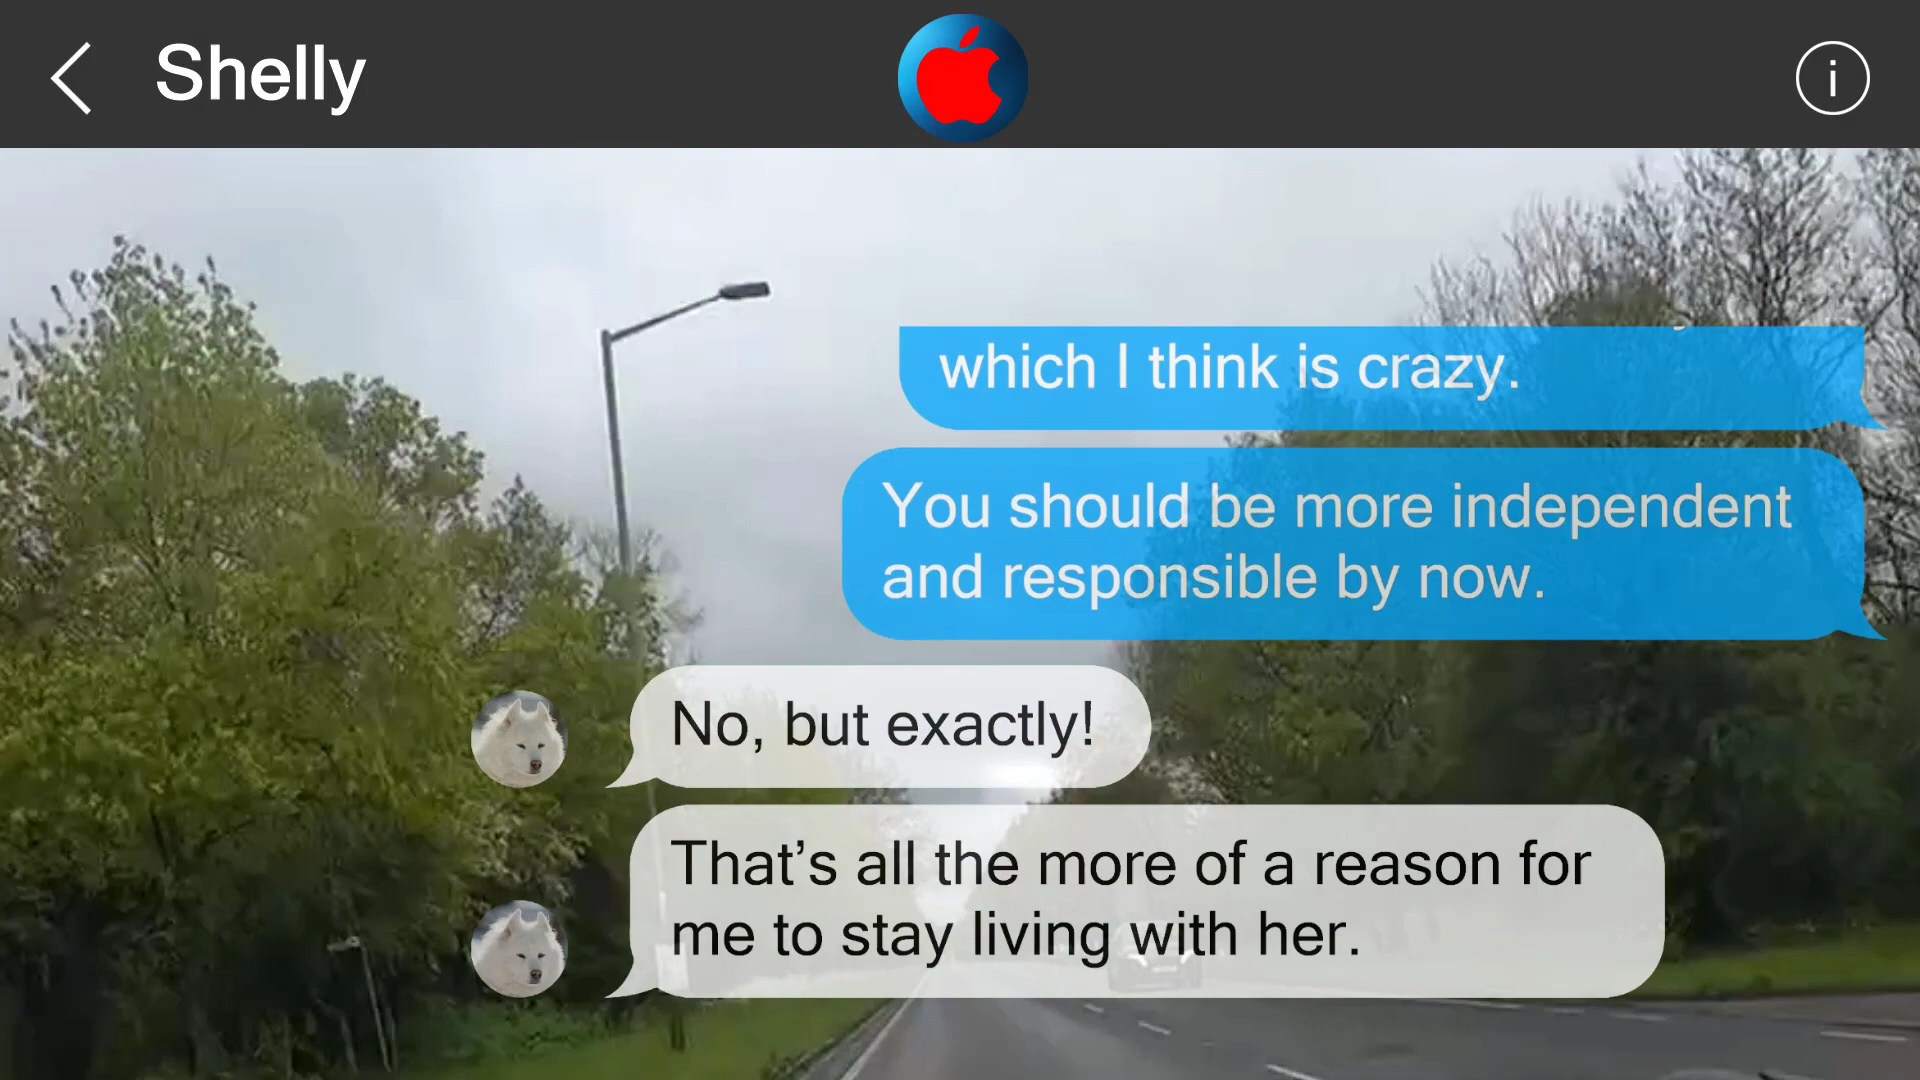 Shelly
i
which I think is crazy.
You should be more independent
and responsible by now.
No, but exactly!
That’s all the more of a reason for
me to stay living with her.